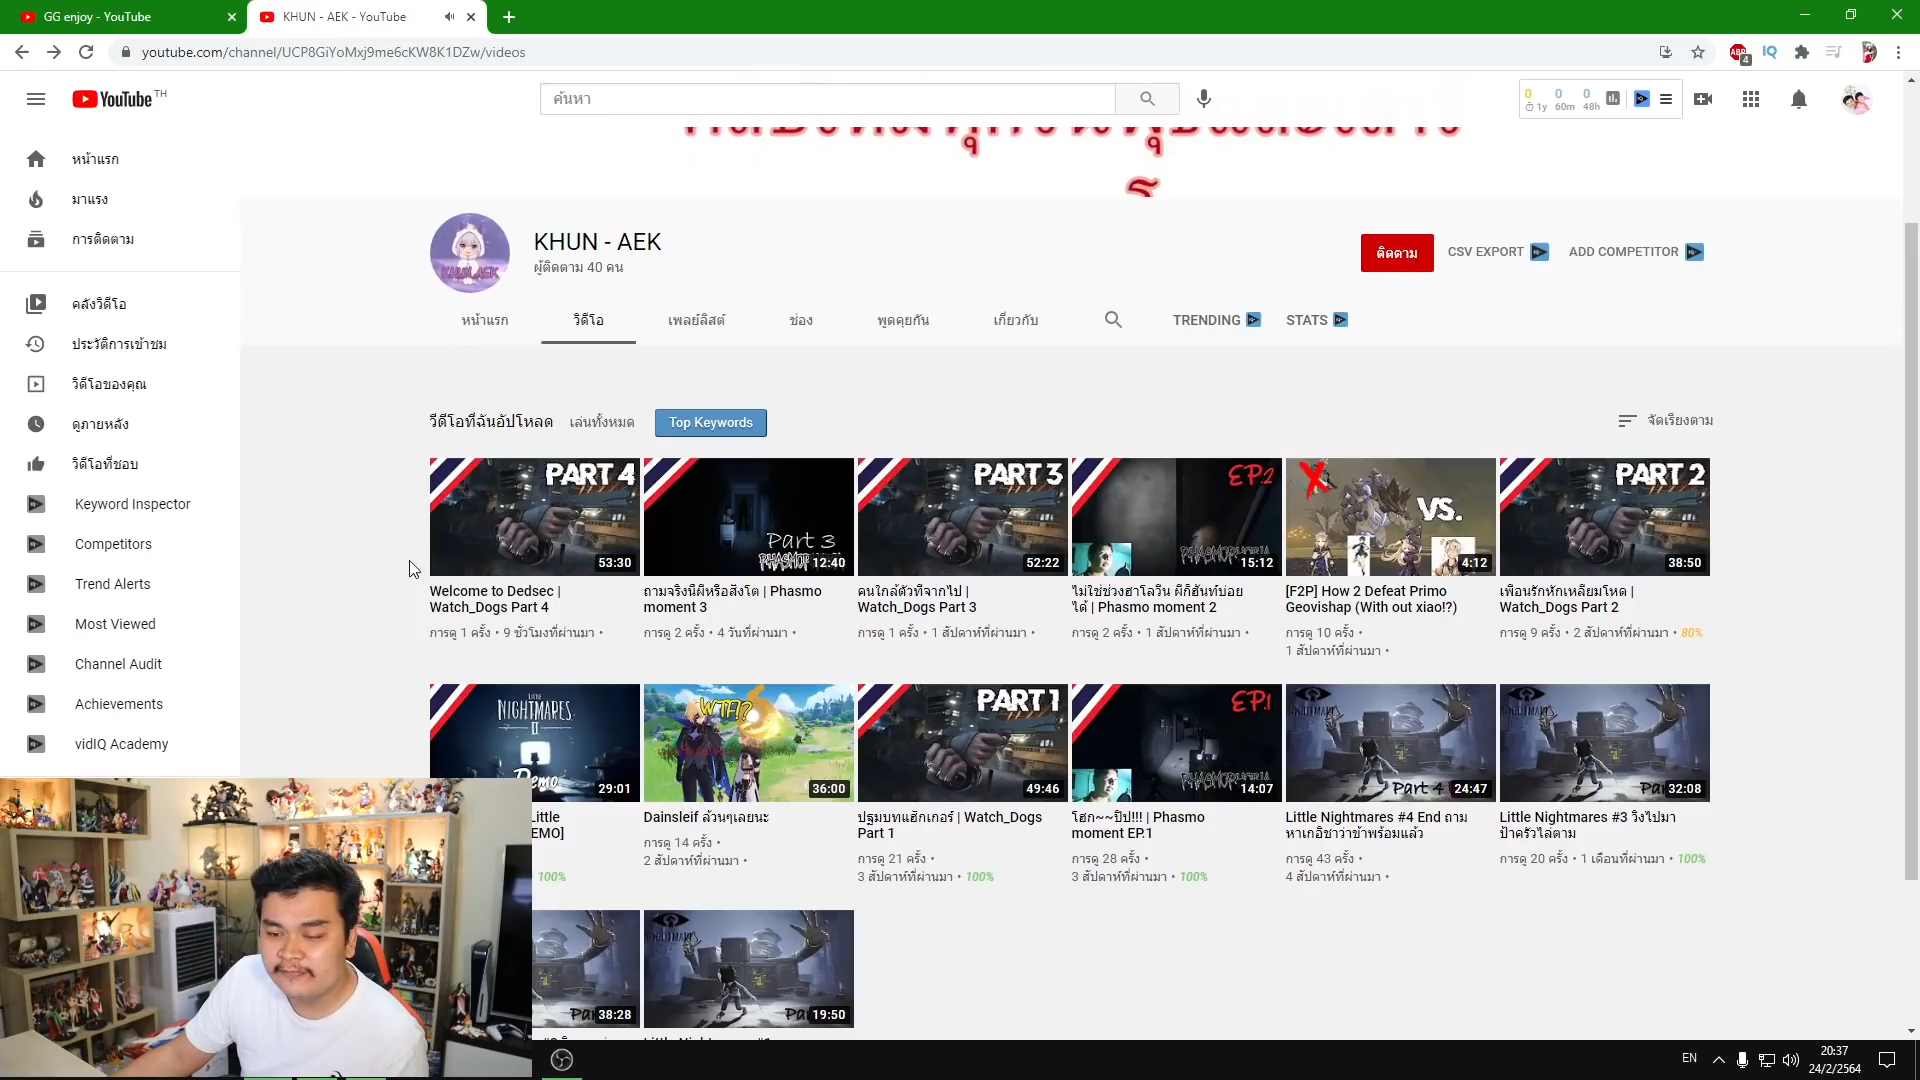 GG enjoy - YouTube
KHUN - AEK - YouTube
youtube.com/channel/UCP8GiYoMxj9me6cKW8K1DZw/videos
ABP
4
IQ
YouTube TH
ค้นหา
0 0 0
1y 60m 48h
หน้าแรก
มาแรง
การติดตาม
คลังวิดีโอ
ประวัติการเข้าชม
วิดีโอของคุณ
ดูภายหลัง
วิดีโอที่ชอบ
Keyword Inspector
Competitors
Trend Alerts
Most Viewed
Channel Audit
Achievements
vidIQ Academy
KHUN AEK
KHUN - AEK
ผู้ติดตาม 40 คน
ติดตาม
CSV EXPORT
ADD COMPETITOR
หน้าแรก
วิดีโอ
เพลย์ลิสต์
ช่อง
พูดคุยกัน
เกี่ยวกับ
TRENDING
STATS
วิดีโอที่ฉันอัปโหลด
เล่นทั้งหมด
Top Keywords
จัดเรียงตาม
PART 4
53:30
Part 3
12:40
PART 3
52:22
EP.2
PHASMOPHOBIA
15:12
X
VS.
4:12
PART 2
38:50
Welcome to Dedsec |
Watch_Dogs Part 4
การดู 1 ครั้ง • 9 ชั่วโมงที่ผ่านมา •
ถามจริงนี่ผีหรือสิงโต | Phasmo
moment 3
การดู 2 ครั้ง • 4 วันที่ผ่านมา •
คนใกล้ตัวที่จากไป |
Watch_Dogs Part 3
การดู 1 ครั้ง • 1 สัปดาห์ที่ผ่านมา •
ไม่ใช่ช่วงฮาโลวีน ผีก็ฮันท์บ่อย
ได้ | Phasmo moment 2
การดู 2 ครั้ง • 1 สัปดาห์ที่ผ่านมา •
[F2P] How 2 Defeat Primo
Geovishap (With out xiao!?)
การดู 10 ครั้ง •
1 สัปดาห์ที่ผ่านมา •
เพื่อนรักหักเหลี่ยมโหด |
Watch_Dogs Part 2
การดู 9 ครั้ง • 2 สัปดาห์ที่ผ่านมา • 80%
LITTLE
NIGHTMARES
II
Demo
29:01
WTF!?
36:00
PART 1
49:46
EP.1
PHASMOPHOBIA
14:07
NIGHTMARES
Part 4
24:47
NIGHTMARES
32:08
Little
EMO]
100%
Dainsleif ล้วนๆเลยนะ
การดู 14 ครั้ง •
2 สัปดาห์ที่ผ่านมา •
ปฐมบทแฮ๊กเกอร์ | Watch_Dogs
Part 1
การดู 21 ครั้ง •
3 สัปดาห์ที่ผ่านมา • 100%
โฮก~~ปิป!!! | Phasmo
moment EP.1
การดู 28 ครั้ง •
3 สัปดาห์ที่ผ่านมา • 100%
Little Nightmares #4 End ถาม
หาเกอิชาว่าข้าพร้อมแล้ว
การดู 43 ครั้ง •
4 สัปดาห์ที่ผ่านมา •
Little Nightmares #3 วิ่งไปมา
ป้าครัวไล่ตาม
การดู 20 ครั้ง • 1 เดือนที่ผ่านมา • 100%
38:28
NIGHTMARES
19:50
EN
20:37
24/2/2564